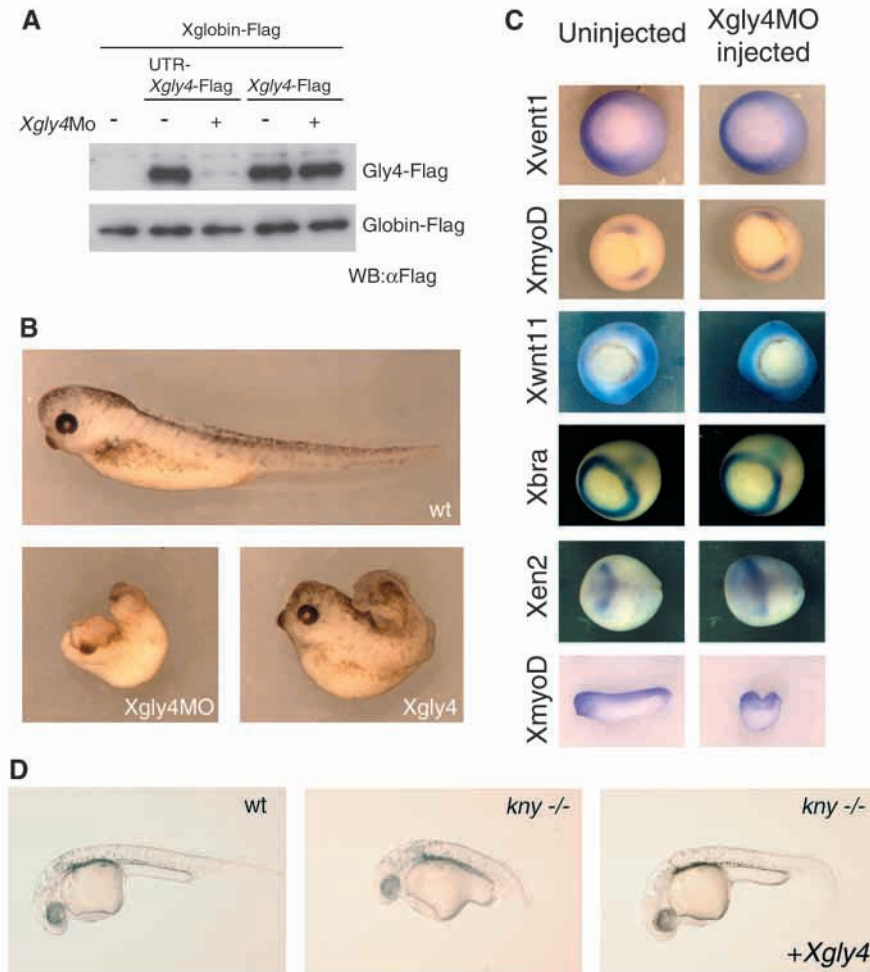 A
Xglobin-Flag
UTR-
Xgly4-Flag
Xgly4-Flag
Xgly4Mo
- - + - +
Gly4-Flag
Globin-Flag
WB:αFlag
B
wt
Xgly4MO
Xgly4
C
Uninjected
Xgly4MO
injected
Xvent1
XmyoD
Xwnt11
Xbra
Xen2
XmyoD
D
wt
kny -/-
kny -/-
+Xgly4